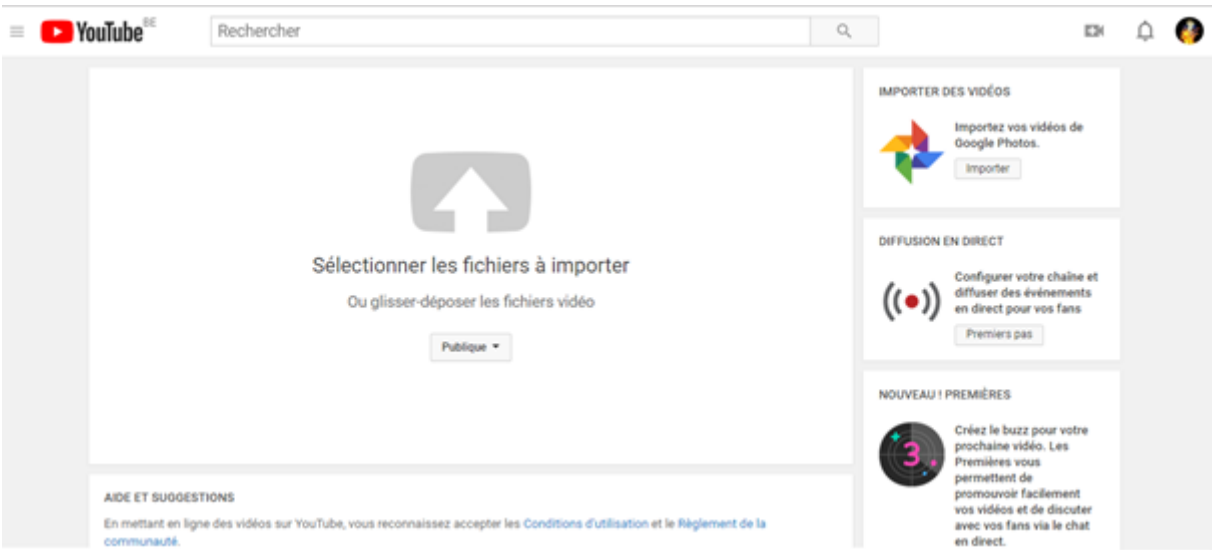 YouTube BE
Rechercher
Sélectionner les fichiers à importer
Ou glisser-déposer les fichiers vidéo
Publique
AIDE ET SUGGESTIONS
En mettant en ligne des vidéos sur YouTube, vous reconnaissez accepter les Conditions d'utilisation et le Règlement de la
communauté.
IMPORTER DES VIDÉOS
Importez vos vidéos de
Google Photos.
Importer
DIFFUSION EN DIRECT
Configurer votre chaîne et
diffuser des événements
en direct pour vos fans
Premiers pas
NOUVEAU ! PREMIÈRES
3
Créez le buzz pour votre
prochaine vidéo. Les
Premières vous
permettent de
promouvoir facilement
vos vidéos et de discuter
avec vos fans via le chat
en direct.